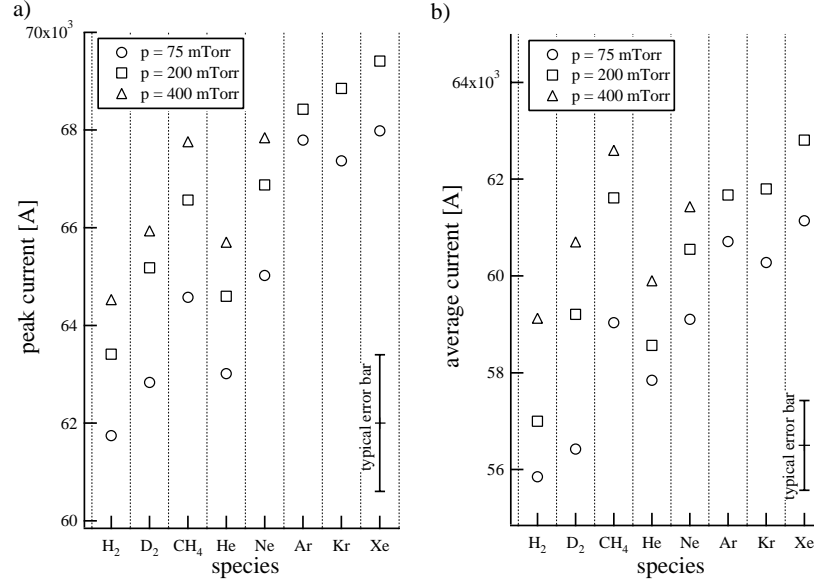 a)
70x10³
68
66
64
62
60
peak current [A]
p = 75 mTorr
p = 200 mTorr
p = 400 mTorr
typical error bar
H₂ D₂ CH₄ He Ne Ar Kr Xe
species
b)
64x10³
62
60
58
56
average current [A]
p = 75 mTorr
p = 200 mTorr
p = 400 mTorr
typical error bar
H₂ D₂ CH₄ He Ne Ar Kr Xe
species